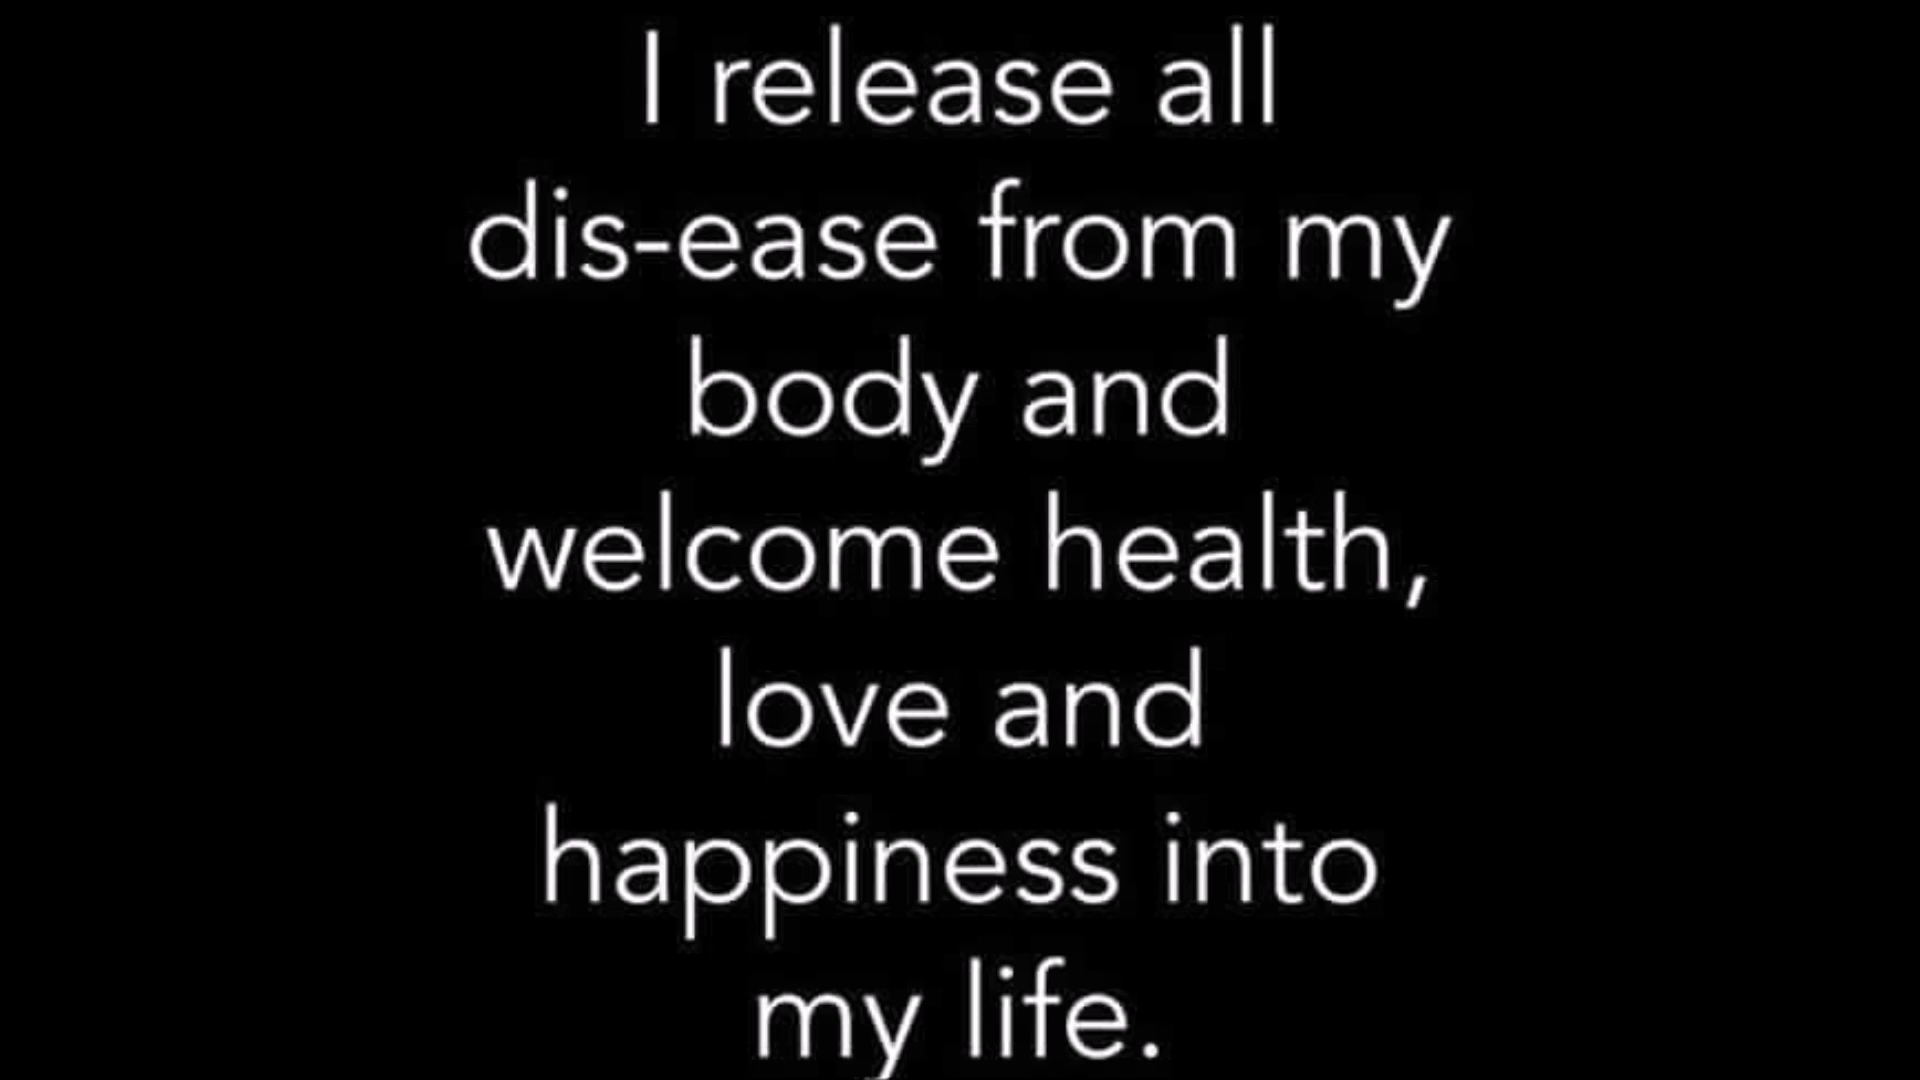 I release all
dis-ease from my
body and
welcome health,
love and
happiness into
my life.